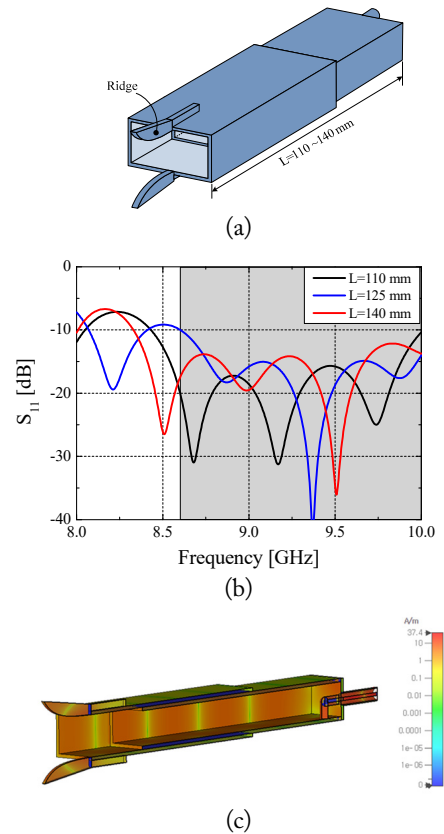 Ridge
L=110 ~140 mm
(a)
0
-10
-20
-30
-40
S11 [dB]
L=110 mm
L=125 mm
L=140 mm
8.0 8.5 9.0 9.5 10.0
Frequency [GHz]
(b)
A/m
37.4
10
1
0.1
0.01
0.001
0.0001
1e-05
1e-06
0
(c)